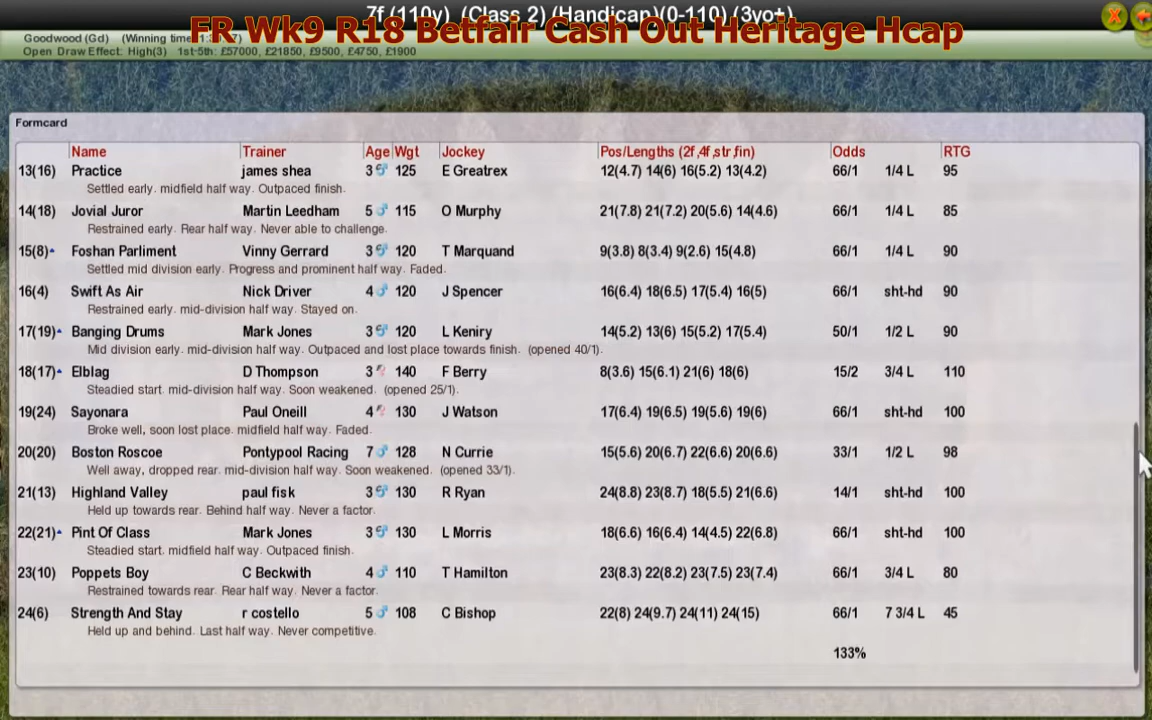 7f (110y) (Class 2) (Handicap)(0-110) (3yo+)
FR Wk9 R18 Betfair Cash Out Heritage Hcap
Goodwood (Gd) (Winning time
Open Draw Effect: High(3) 1st-5th: £57000, £21850, £9500, £4750, £1900
Formcard
Name Trainer Age Wgt Jockey Pos/Lengths (2f,4f,str,fin) Odds RTG
13(16) Practice james shea 3 125 E Greatrex 12(4.7) 14(6) 16(5.2) 13(4.2) 66/1 1/4 L 95
Settled early. midfield half way. Outpaced finish.
14(18) Jovial Juror Martin Leedham 5 115 O Murphy 21(7.8) 21(7.2) 20(5.6) 14(4.6) 66/1 1/4 L 85
Restrained early. Rear half way. Never able to challenge.
15(8) Foshan Parliment Vinny Gerrard 3 120 T Marquand 9(3.8) 8(3.4) 9(2.6) 15(4.8) 66/1 1/4 L 90
Settled mid division early. Progress and prominent half way. Faded.
16(4) Swift As Air Nick Driver 4 120 J Spencer 16(6.4) 18(6.5) 17(5.4) 16(5) 66/1 sht-hd 90
Restrained early. mid-division half way. Stayed on.
17(19) Banging Drums Mark Jones 3 120 L Keniry 14(5.2) 13(6) 15(5.2) 17(5.4) 50/1 1/2 L 90
Mid division early. mid-division half way. Outpaced and lost place towards finish. (opened 40/1).
18(17) Elblag D Thompson 3 140 F Berry 8(3.6) 15(6.1) 21(6) 18(6) 15/2 3/4 L 110
Steadied start. mid-division half way. Soon weakened. (opened 25/1).
19(24) Sayonara Paul Oneill 4 130 J Watson 17(6.4) 19(6.5) 19(5.6) 19(6) 66/1 sht-hd 100
Broke well, soon lost place. midfield half way. Faded.
20(20) Boston Roscoe Pontypool Racing 7 128 N Currie 15(5.6) 20(6.7) 22(6.6) 20(6.6) 33/1 1/2 L 98
Well away, dropped rear. mid-division half way. Soon weakened. (opened 33/1).
21(13) Highland Valley paul fisk 3 130 R Ryan 24(8.8) 23(8.7) 18(5.5) 21(6.6) 14/1 sht-hd 100
Held up towards rear. Behind half way. Never a factor.
22(21) Pint Of Class Mark Jones 3 130 L Morris 18(6.6) 16(6.4) 14(4.5) 22(6.8) 66/1 sht-hd 100
Steadied start. midfield half way. Outpaced finish.
23(10) Poppets Boy C Beckwith 4 110 T Hamilton 23(8.3) 22(8.2) 23(7.5) 23(7.4) 66/1 3/4 L 80
Restrained towards rear. Rear half way. Never a factor.
24(6) Strength And Stay r costello 5 108 C Bishop 22(8) 24(9.7) 24(11) 24(15) 66/1 7 3/4 L 45
Held up and behind. Last half way. Never competitive.
133%